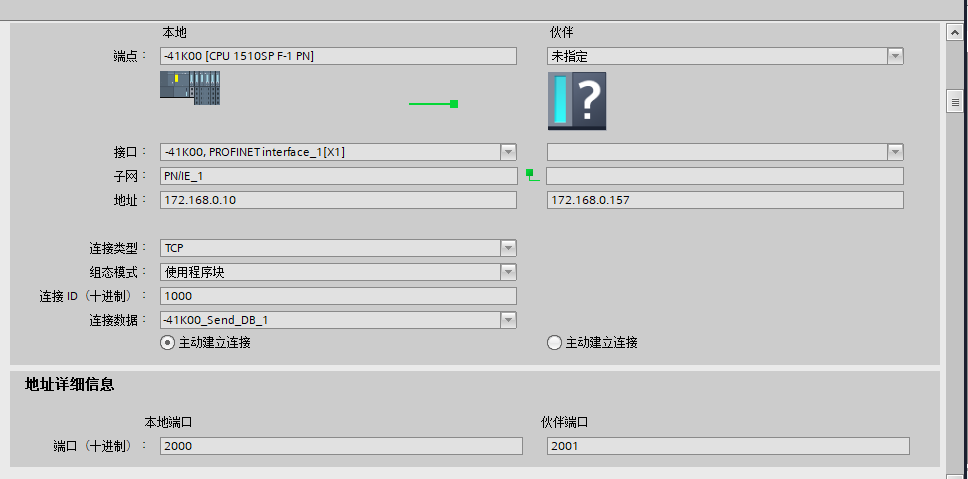 本地 伙伴
端点： -41K00 [CPU 1510SP F-1 PN] 未指定
?
接口： -41K00, PROFINET interface_1[X1]
子网： PN/IE_1
地址： 172.168.0.10 172.168.0.157
连接类型： TCP
组态模式： 使用程序块
连接 ID（十进制）： 1000
连接数据： -41K00_Send_DB_1
主动建立连接 主动建立连接
地址详细信息
本地端口 伙伴端口
端口（十进制）： 2000 2001